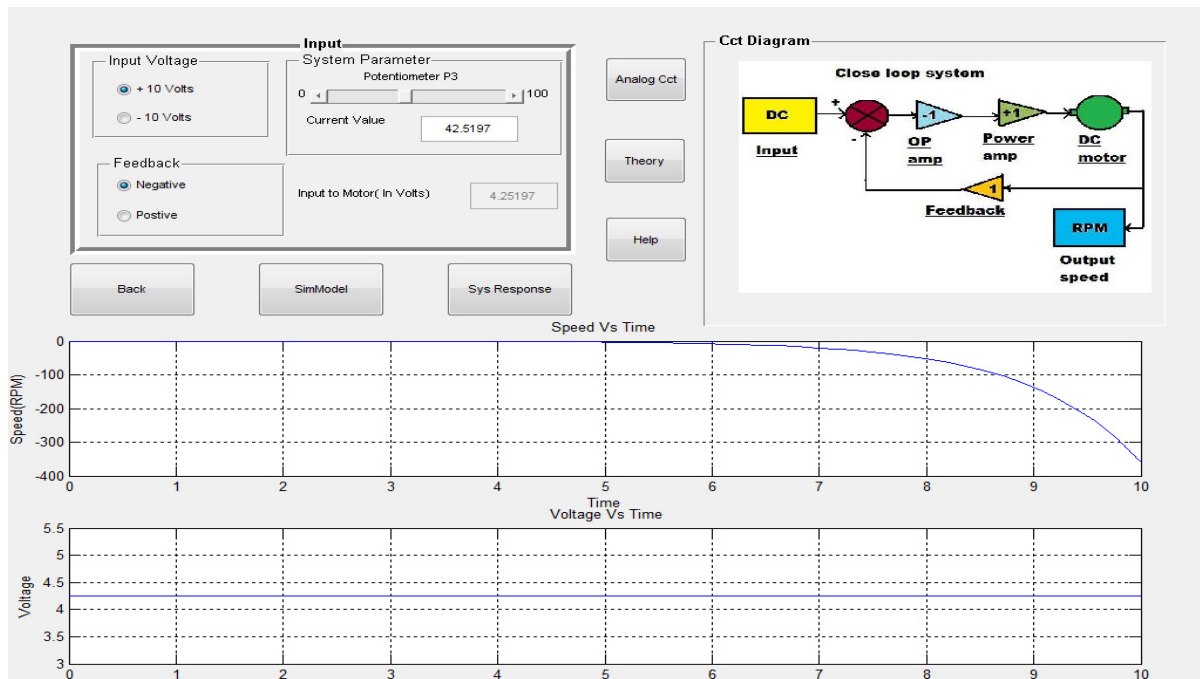 Input
Input Voltage
+ 10 Volts
- 10 Volts
System Parameter
Potentiometer P3
0
100
Current Value
42.5197
Feedback
Negative
Postive
Input to Motor( In Volts)
4.25197
Back
SimModel
Sys Response
Analog Cct
Theory
Help
Cct Diagram
Close loop system
DC
Input
+
-
-1
OP
amp
+1
Power
amp
DC
motor
1
Feedback
RPM
Output
speed
Speed Vs Time
Speed(RPM)
0
-100
-200
-300
-400
0 1 2 3 4 5 6 7 8 9 10
Time
Voltage Vs Time
Voltage
5.5
5
4.5
4
3.5
3
0 1 2 3 4 5 6 7 8 9 10